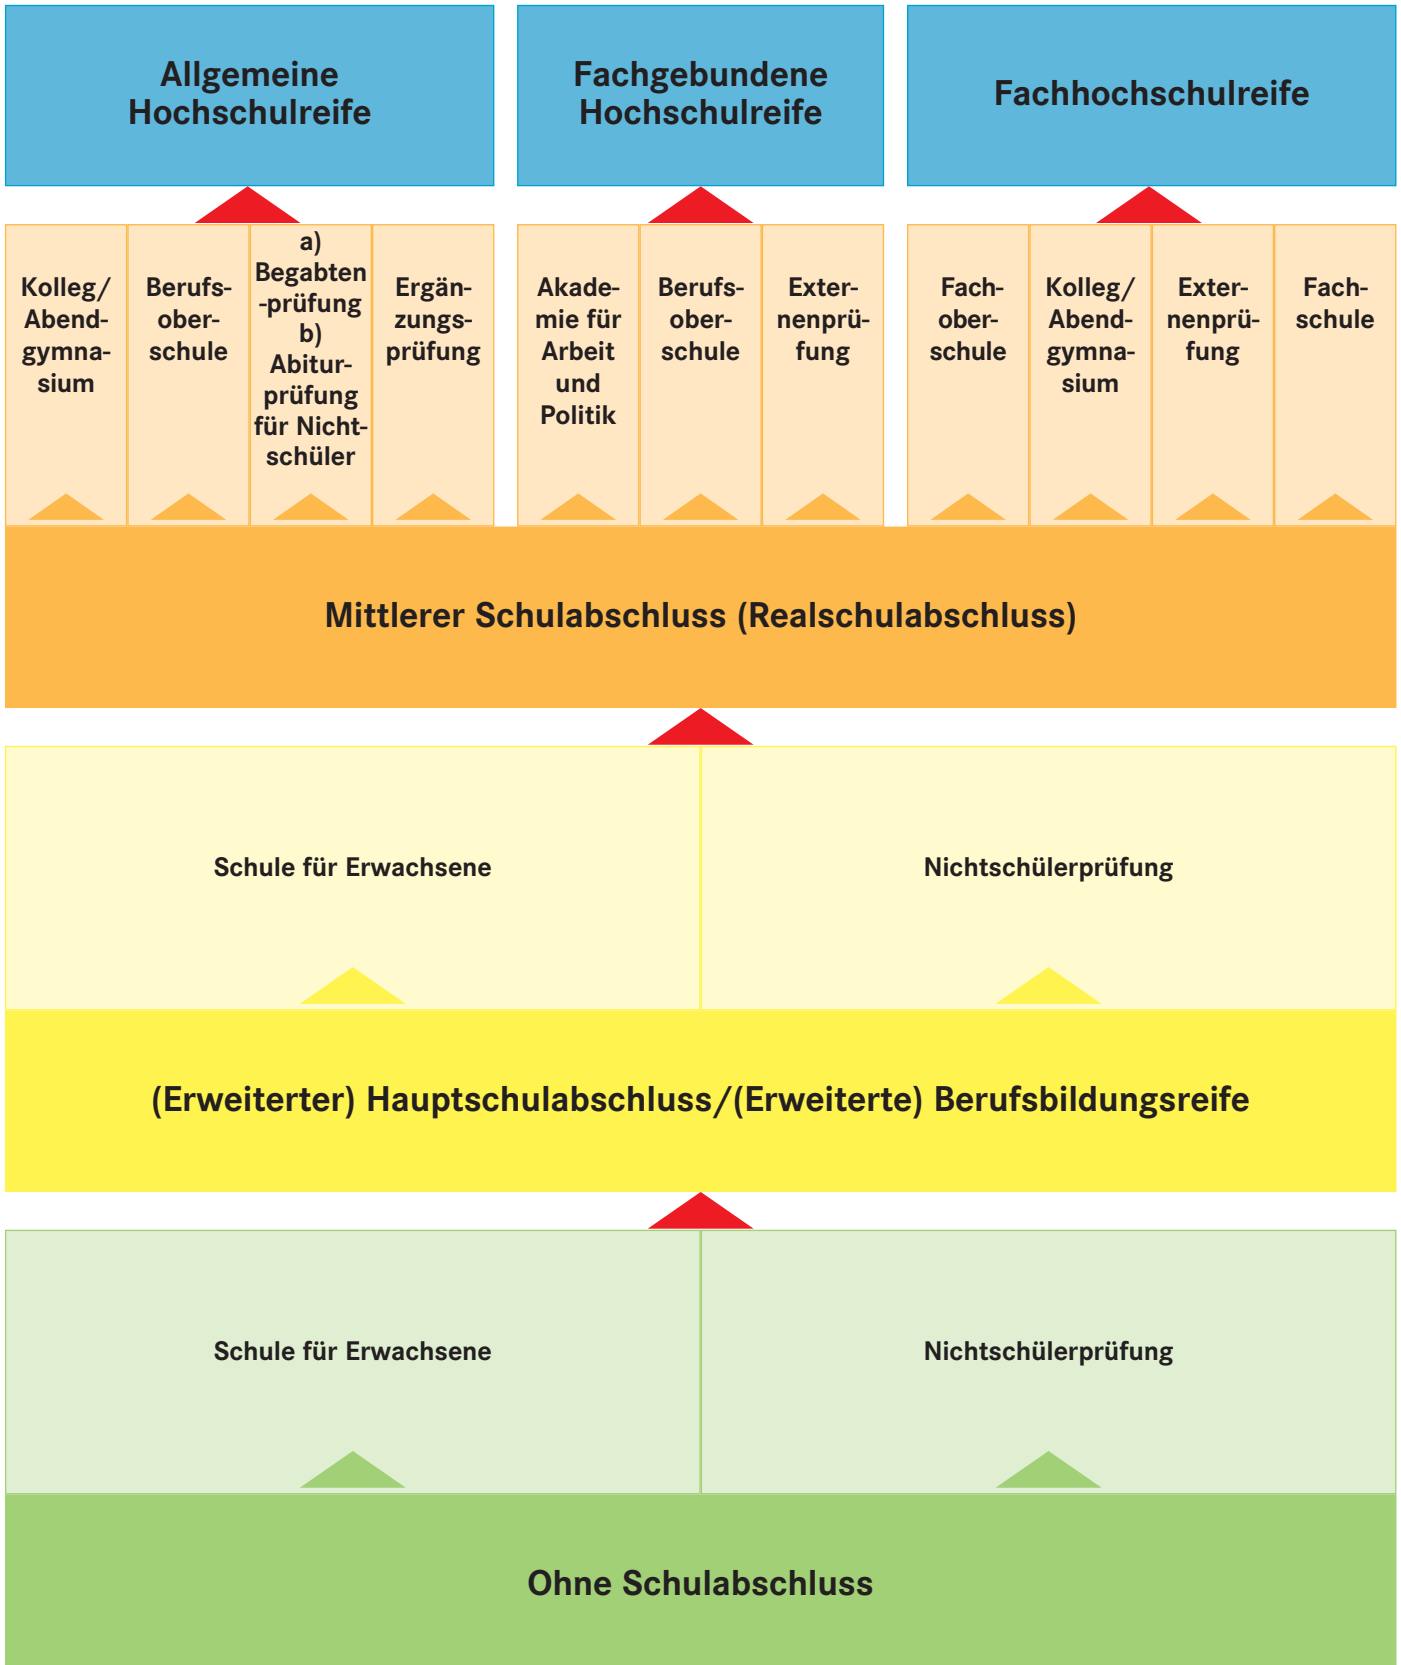 Allgemeine
Hochschulreife
Fachgebundene
Hochschulreife
Fachhochschulreife
Kolleg/
Abend-
gymna-
sium
Berufs-
ober-
schule
a)
Begabten
-prüfung
b)
Abitur-
prüfung
für Nicht-
schüler
Ergän-
zungs-
prüfung
Akade-
mie für
Arbeit
und
Politik
Berufs-
ober-
schule
Exter-
nenprü-
fung
Fach-
ober-
schule
Kolleg/
Abend-
gymna-
sium
Exter-
nenprü-
fung
Fach-
schule
Mittlerer Schulabschluss (Realschulabschluss)
Schule für Erwachsene
Nichtschülerprüfung
(Erweiterter) Hauptschulabschluss/(Erweiterte) Berufsbildungsreife
Schule für Erwachsene
Nichtschülerprüfung
Ohne Schulabschluss